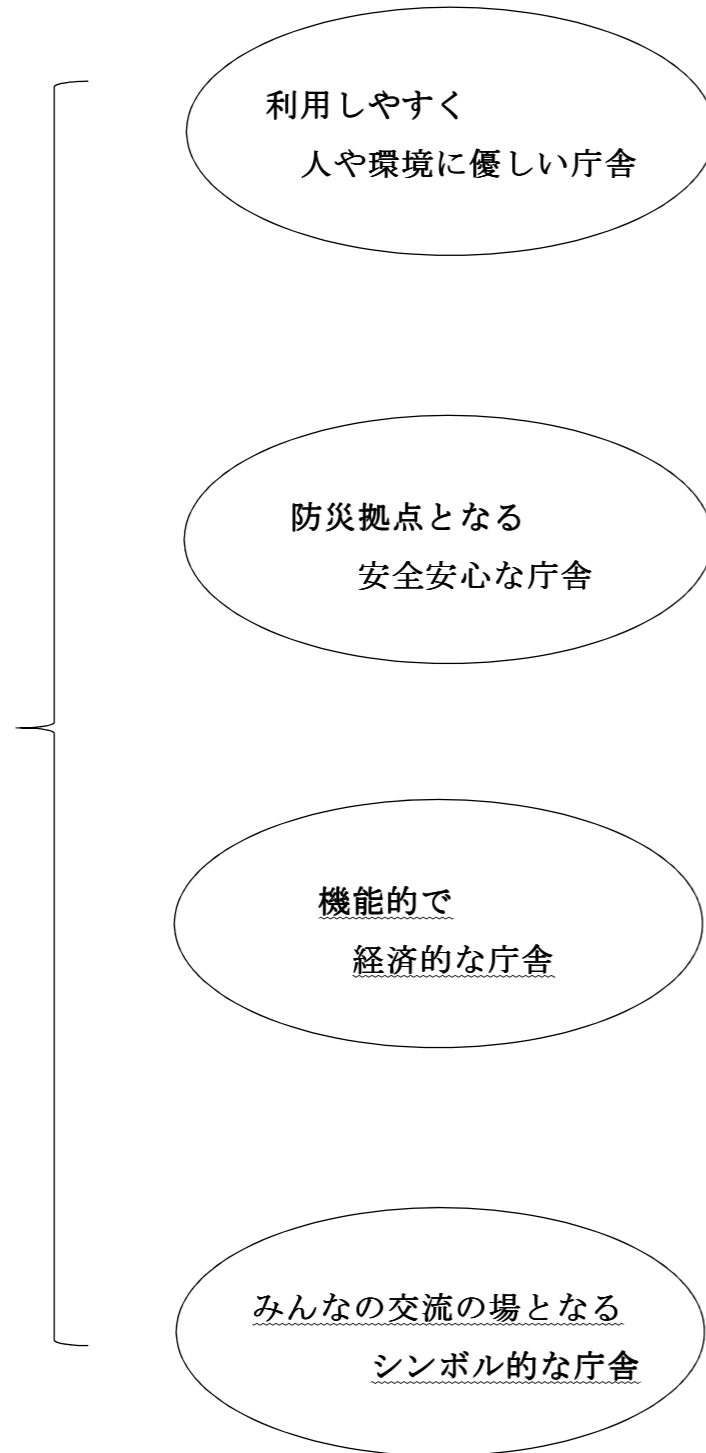 利用しやすく
人や環境に優しい庁舎
防災拠点となる
安全安心な庁舎
機能的で
経済的な庁舎
みんなの交流の場となる
シンボル的な庁舎